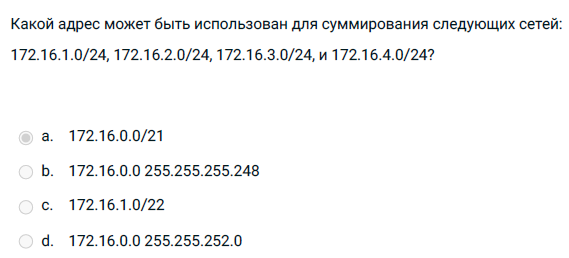 Какой адрес может быть использован для суммирования следующих сетей:
172.16.1.0/24, 172.16.2.0/24, 172.16.3.0/24, и 172.16.4.0/24?
a. 172.16.0.0/21
b. 172.16.0.0 255.255.255.248
c. 172.16.1.0/22
d. 172.16.0.0 255.255.252.0